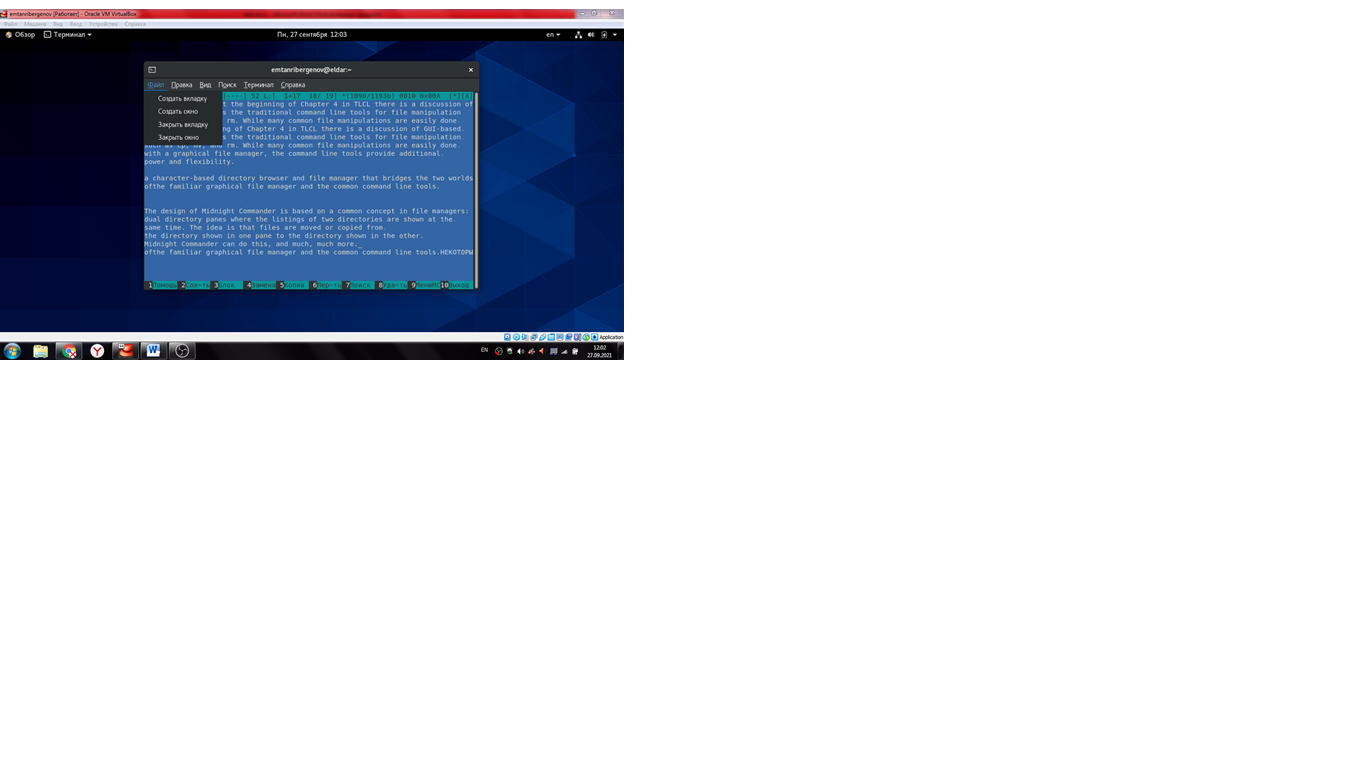 emtanribergenov [Работает] - Oracle VM VirtualBox
Файл Машина Вид Ввод Устройства Справка
Обзор Терминал Пн, 27 сентября 12:03 en
emtanribergenov@eldar:~
Файл Правка Вид Поиск Терминал Справка
[----] 52 L:[ 1+17 18/ 19] *(1090/1193b) 0010 0x00A [*][X]
Создать вкладку
t the beginning of Chapter 4 in TLCL there is a discussion of
Создать окно
s the traditional command line tools for file manipulation
rm. While many common file manipulations are easily done.
Закрыть вкладку
ng of Chapter 4 in TLCL there is a discussion of GUI-based.
Закрыть окно
s the traditional command line tools for file manipulation.
such as cp, mv, and rm. While many common file manipulations are easily done.
with a graphical file manager, the command line tools provide additional.
power and flexibility.
a character-based directory browser and file manager that bridges the two worlds
ofthe familiar graphical file manager and the common command line tools.
The design of Midnight Commander is based on a common concept in file managers:
dual directory panes where the listings of two directories are shown at the.
same time. The idea is that files are moved or copied from.
the directory shown in one pane to the directory shown in the other.
Midnight Commander can do this, and much, much more._
ofthe familiar graphical file manager and the common command line tools.НЕКОТОРЫ
1Помощь 2Сох~ть 3Блок 4Замена 5Копия 6Пер~ть 7Поиск 8Уда~ть 9МенюMC 10Выход
Application
EN 12:02
27.09.2021